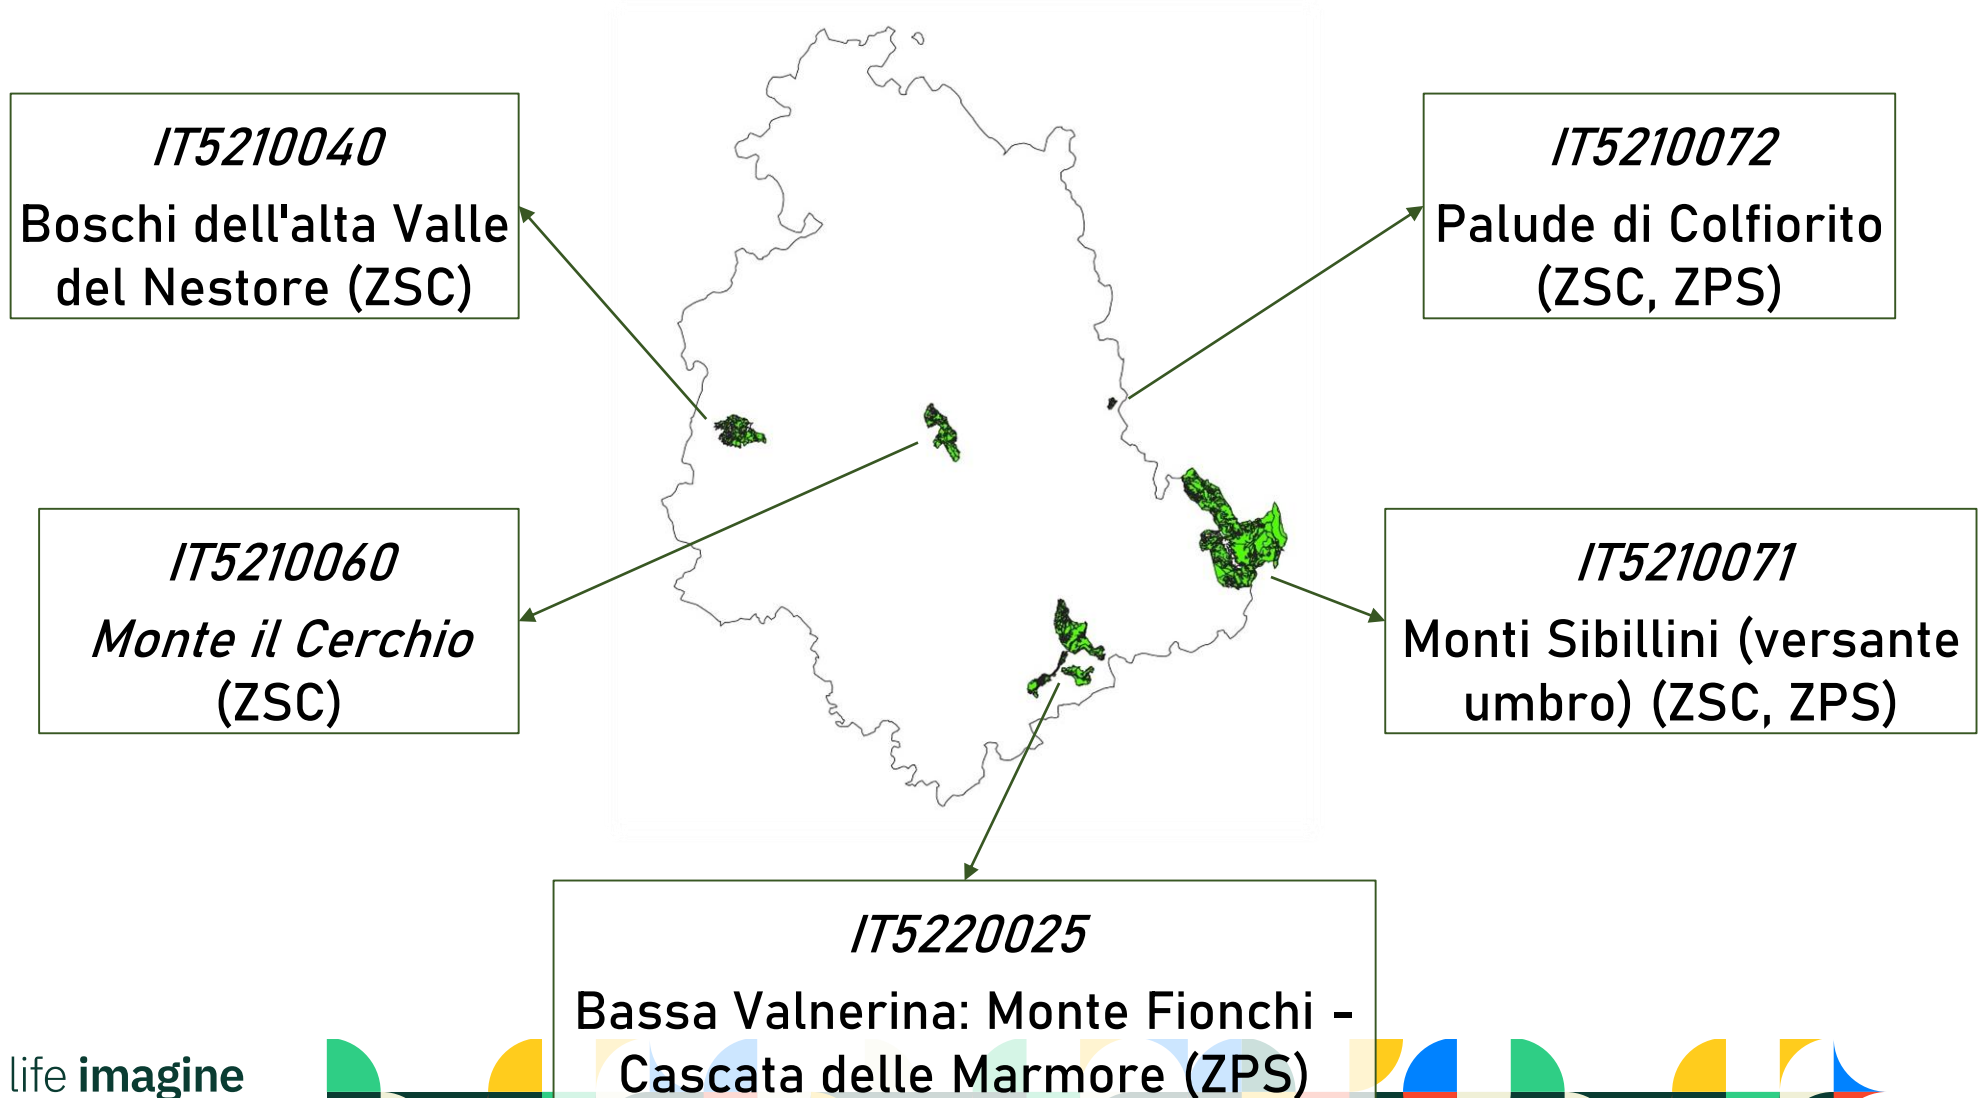 IT5210040
Boschi dell'alta Valle
del Nestore (ZSC)
IT5210072
Palude di Colfiorito
(ZSC, ZPS)
IT5210060
Monte il Cerchio
(ZSC)
IT5210071
Monti Sibillini (versante
umbro) (ZSC, ZPS)
IT5220025
Bassa Valnerina: Monte Fionchi -
Cascata delle Marmore (ZPS)
life imagine